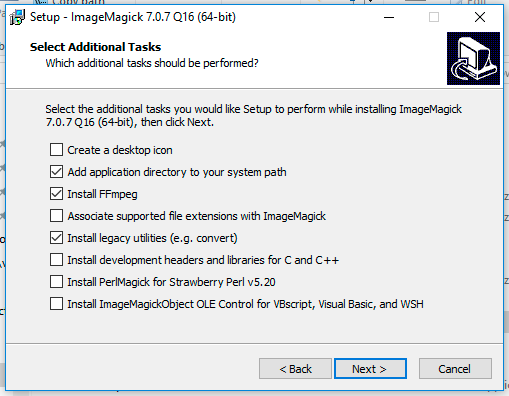 Copy path
Edit
Setup - ImageMagick 7.0.7 Q16 (64-bit)
Select Additional Tasks
Which additional tasks should be performed?
Select the additional tasks you would like Setup to perform while installing ImageMagick
7.0.7 Q16 (64-bit), then click Next.
Create a desktop icon
Add application directory to your system path
Install FFmpeg
Associate supported file extensions with ImageMagick
Install legacy utilities (e.g. convert)
Install development headers and libraries for C and C++
Install PerlMagick for Strawberry Perl v5.20
Install ImageMagickObject OLE Control for VBscript, Visual Basic, and WSH
< Back
Next >
Cancel